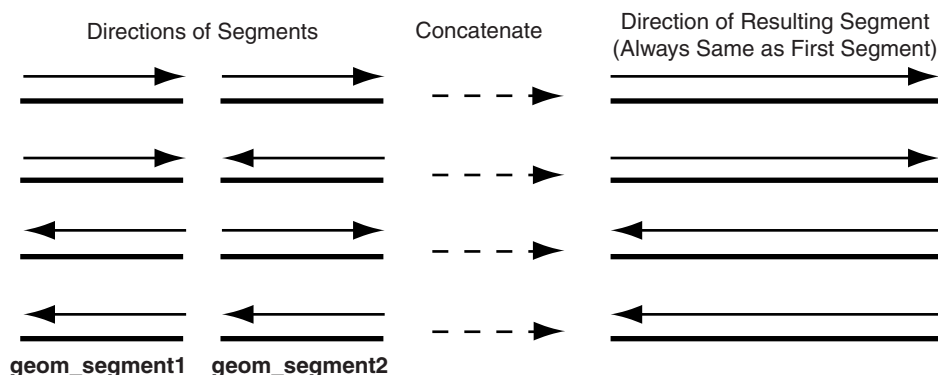 Directions of Segments
Concatenate
Direction of Resulting Segment
(Always Same as First Segment)
geom_segment1
geom_segment2